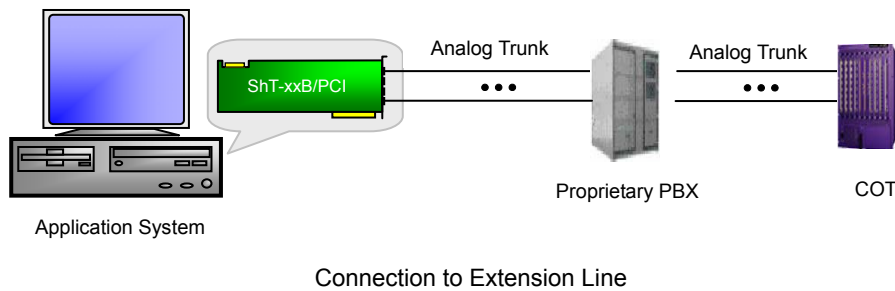 Analog Trunk
Analog Trunk
ShT-xxB/PCI
Proprietary PBX
COT
Application System
Connection to Extension Line